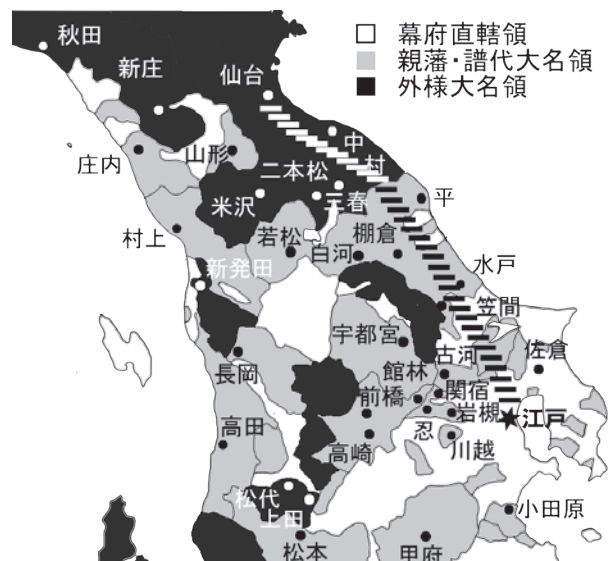 幕府直轄領
親藩・譜代大名領
外様大名領
秋田
新庄
仙台
山形
庄内
中村
二本松
三春
米沢
平
村上
若松
白河
棚倉
新発田
水戸
笠間
宇都宮
古河
佐倉
長岡
館林
関宿
前橋
岩槻
江戸
忍
川越
高田
高崎
松代
上田
小田原
松本
甲府